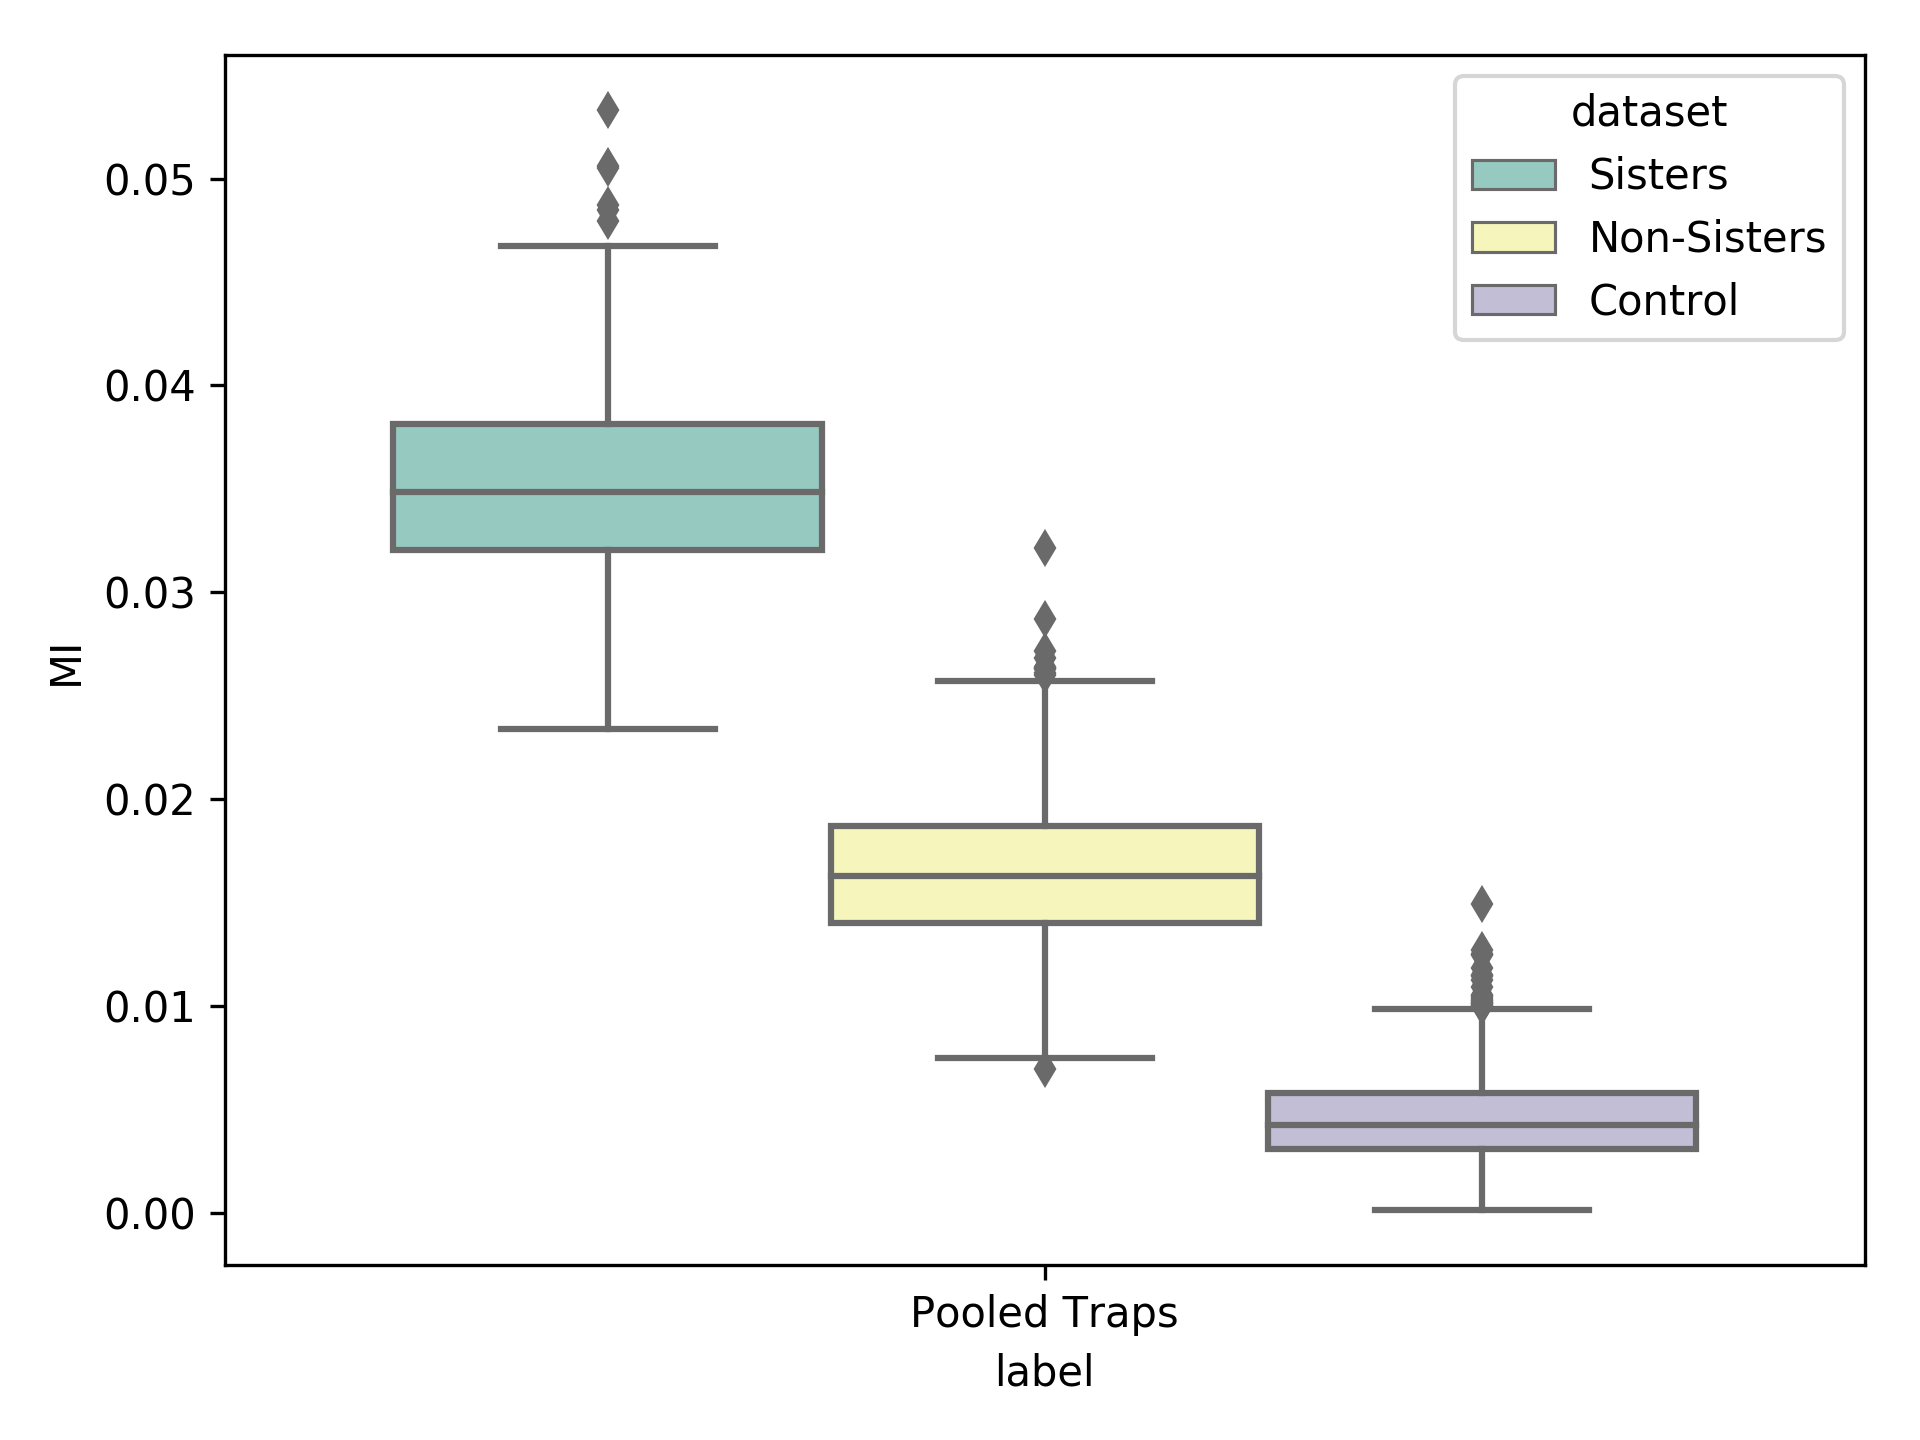 dataset
Sisters
Non-Sisters
Control
0.05
0.04
0.03
0.02
0.01
0.00
MI
Pooled Traps
label